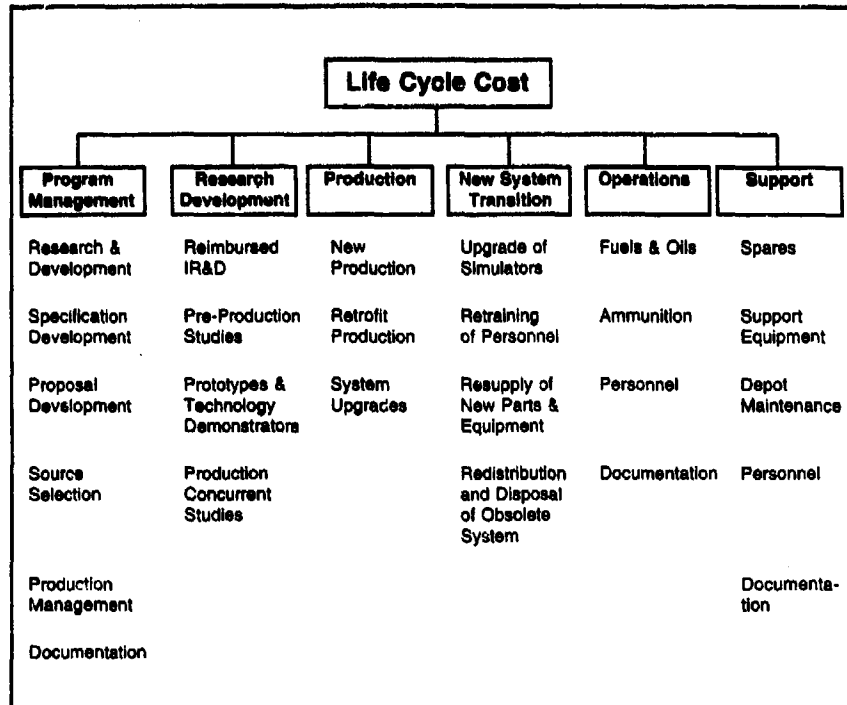 Life Cycle Cost
Program
Management
Research
Development
Production
New System
Transition
Operations
Support
Research &
Development
Specification
Development
Proposal
Development
Source
Selection
Production
Management
Documentation
Reimbursed
IR&D
Pre-Production
Studies
Prototypes &
Technology
Demonstrators
Production
Concurrent
Studies
New
Production
Retrofit
Production
System
Upgrades
Upgrade of
Simulators
Retraining
of Personnel
Resupply of
New Parts &
Equipment
Redistribution
and Disposal
of Obsolete
System
Fuels & Oils
Ammunition
Personnel
Documentation
Spares
Support
Equipment
Depot
Maintenance
Personnel
Documenta-
tion